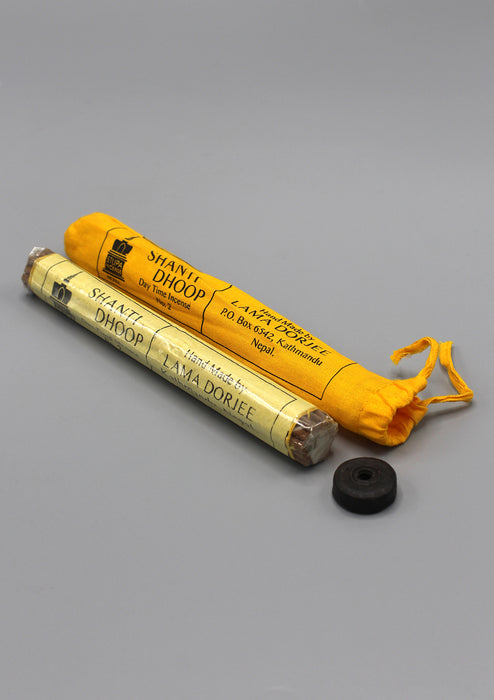 SHANTI
DHOOP
Day Time Incense
Hand Made by
LAMA DORJEE
P.O. Box 6542, Kathmandu
Nepal.
SHANTI
DHOOP
Hand Made by
LAMA DORJEE